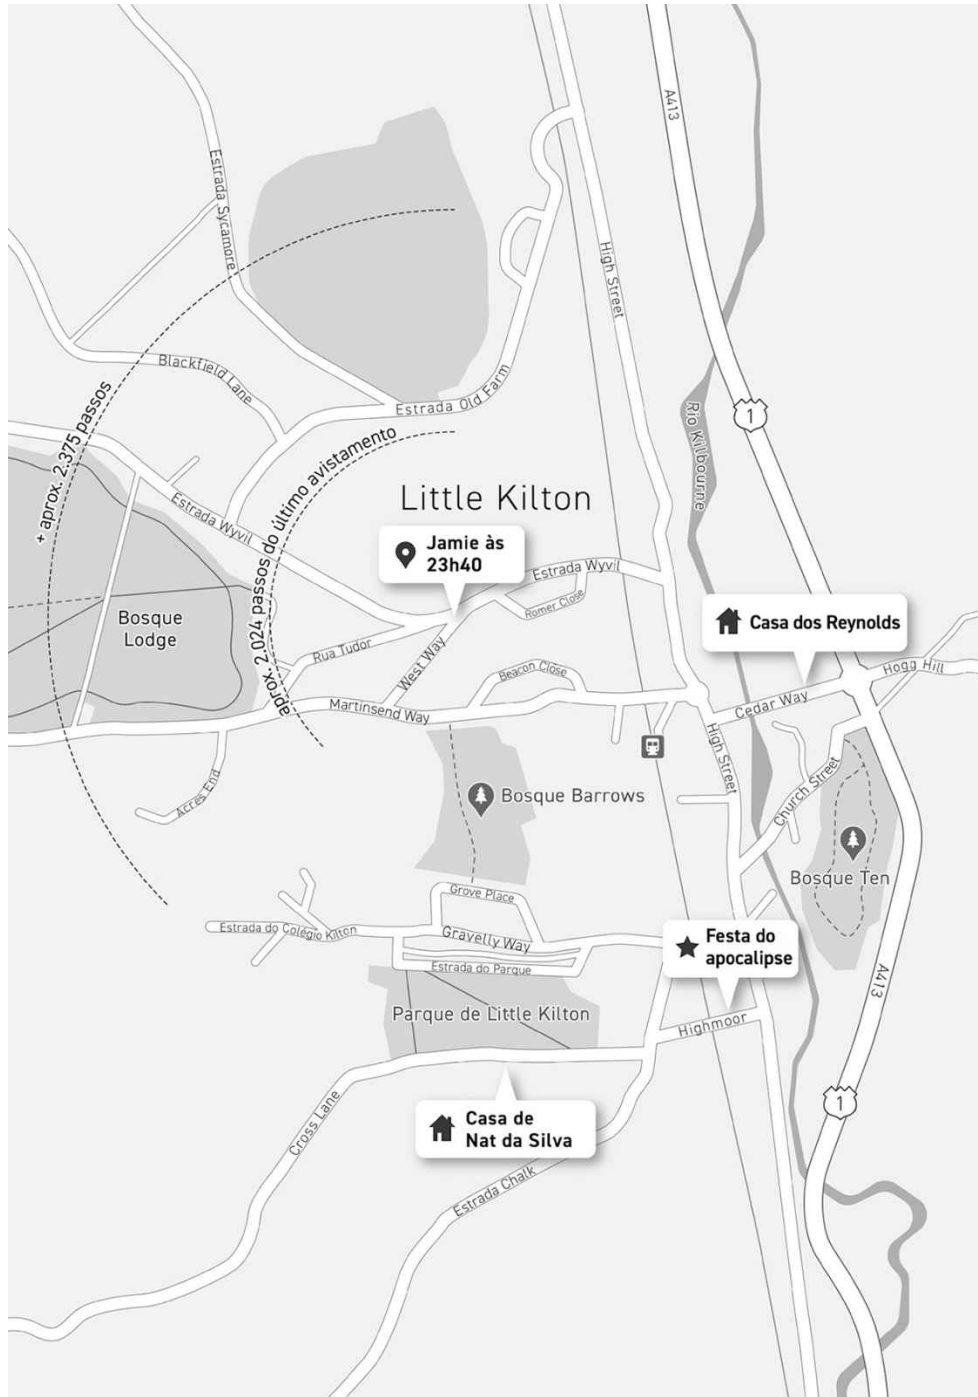 A413
Estrada Sycamore
High Street
Blackfield Lane
Estrada Old Farm
1
Rio Kilbourne
+ aprox. 2.375 passos
aprox. 2.024 passos do último avistamento
Little Kilton
Estrada Wyvil
Jamie às
23h40
Estrada Wyvil
Romer Close
Bosque
Lodge
Casa dos Reynolds
Rua Tudor
West Way
Beacon Close
Hogg Hill
Martinsend Way
Cedar Way
High Street
Acres End
Bosque Barrows
Church Street
Bosque Ten
Grove Place
Estrada do Colégio Kilton
Gravelly Way
Festa do
apocalipse
Estrada do Parque
A413
Parque de Little Kilton
Highmoor
1
Casa de
Nat da Silva
Cross Lane
Estrada Chalk